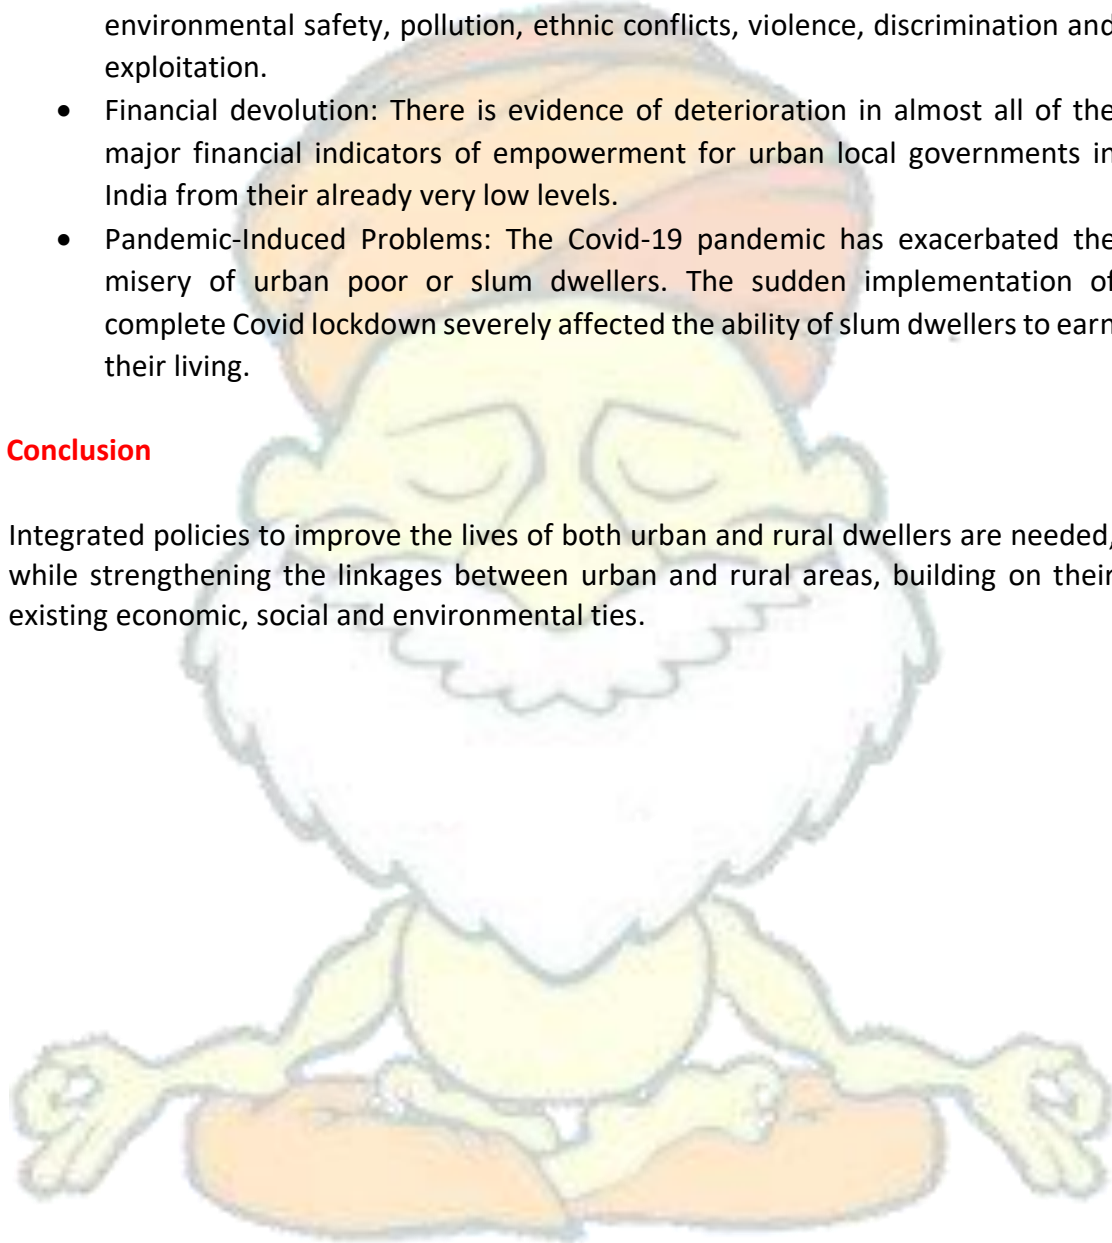 environmental safety, pollution, ethnic conflicts, violence, discrimination and
exploitation.
• Financial devolution: There is evidence of deterioration in almost all of the
major financial indicators of empowerment for urban local governments in
India from their already very low levels.
• Pandemic-Induced Problems: The Covid-19 pandemic has exacerbated the
misery of urban poor or slum dwellers. The sudden implementation of
complete Covid lockdown severely affected the ability of slum dwellers to earn
their living.
Conclusion
Integrated policies to improve the lives of both urban and rural dwellers are needed,
while strengthening the linkages between urban and rural areas, building on their
existing economic, social and environmental ties.